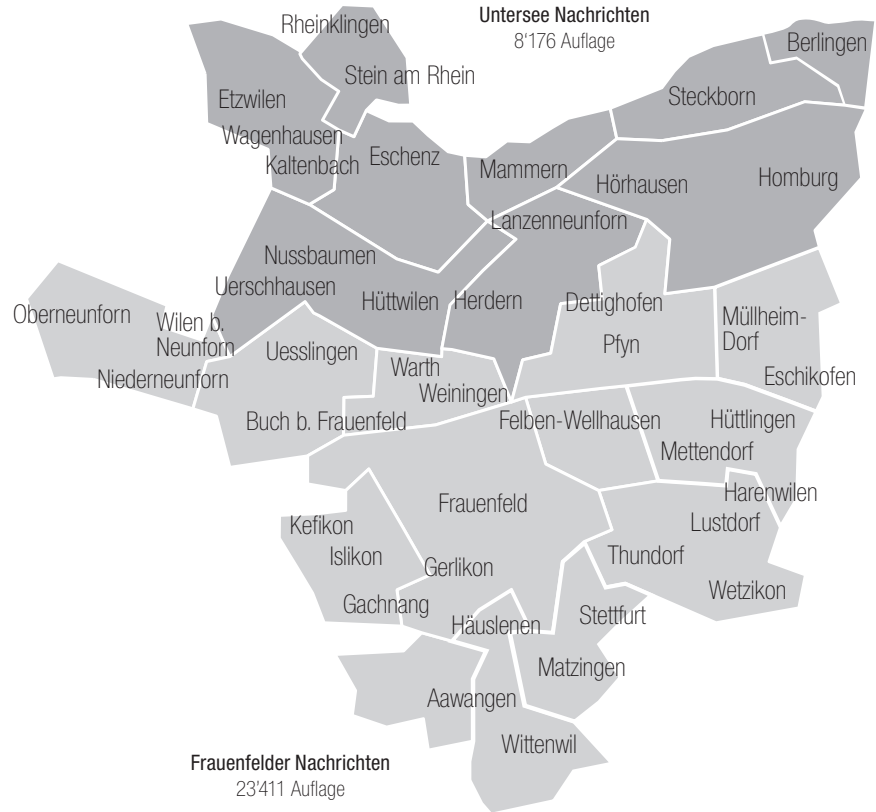 Untersee Nachrichten
8'176 Auflage
Rheinklingen
Berlingen
Stein am Rhein
Etzwilen
Steckborn
Wagenhausen
Kaltenbach
Eschenz
Mammern
Hörhausen
Homburg
Lanzenneunforn
Nussbaumen
Uerschhausen
Hüttwilen
Herdern
Dettighofen
Oberneunforn
Wilen b.
Neunforn
Müllheim-
Dorf
Pfyn
Uesslingen
Niederneunforn
Warth
Weiningen
Eschikofen
Buch b. Frauenfeld
Felben-Wellhausen
Hüttlingen
Mettendorf
Harenwilen
Frauenfeld
Lustdorf
Kefikon
Islikon
Thundorf
Gerlikon
Wetzikon
Gachnang
Häuslenen
Stettfurt
Matzingen
Aawangen
Wittenwil
Frauenfelder Nachrichten
23'411 Auflage